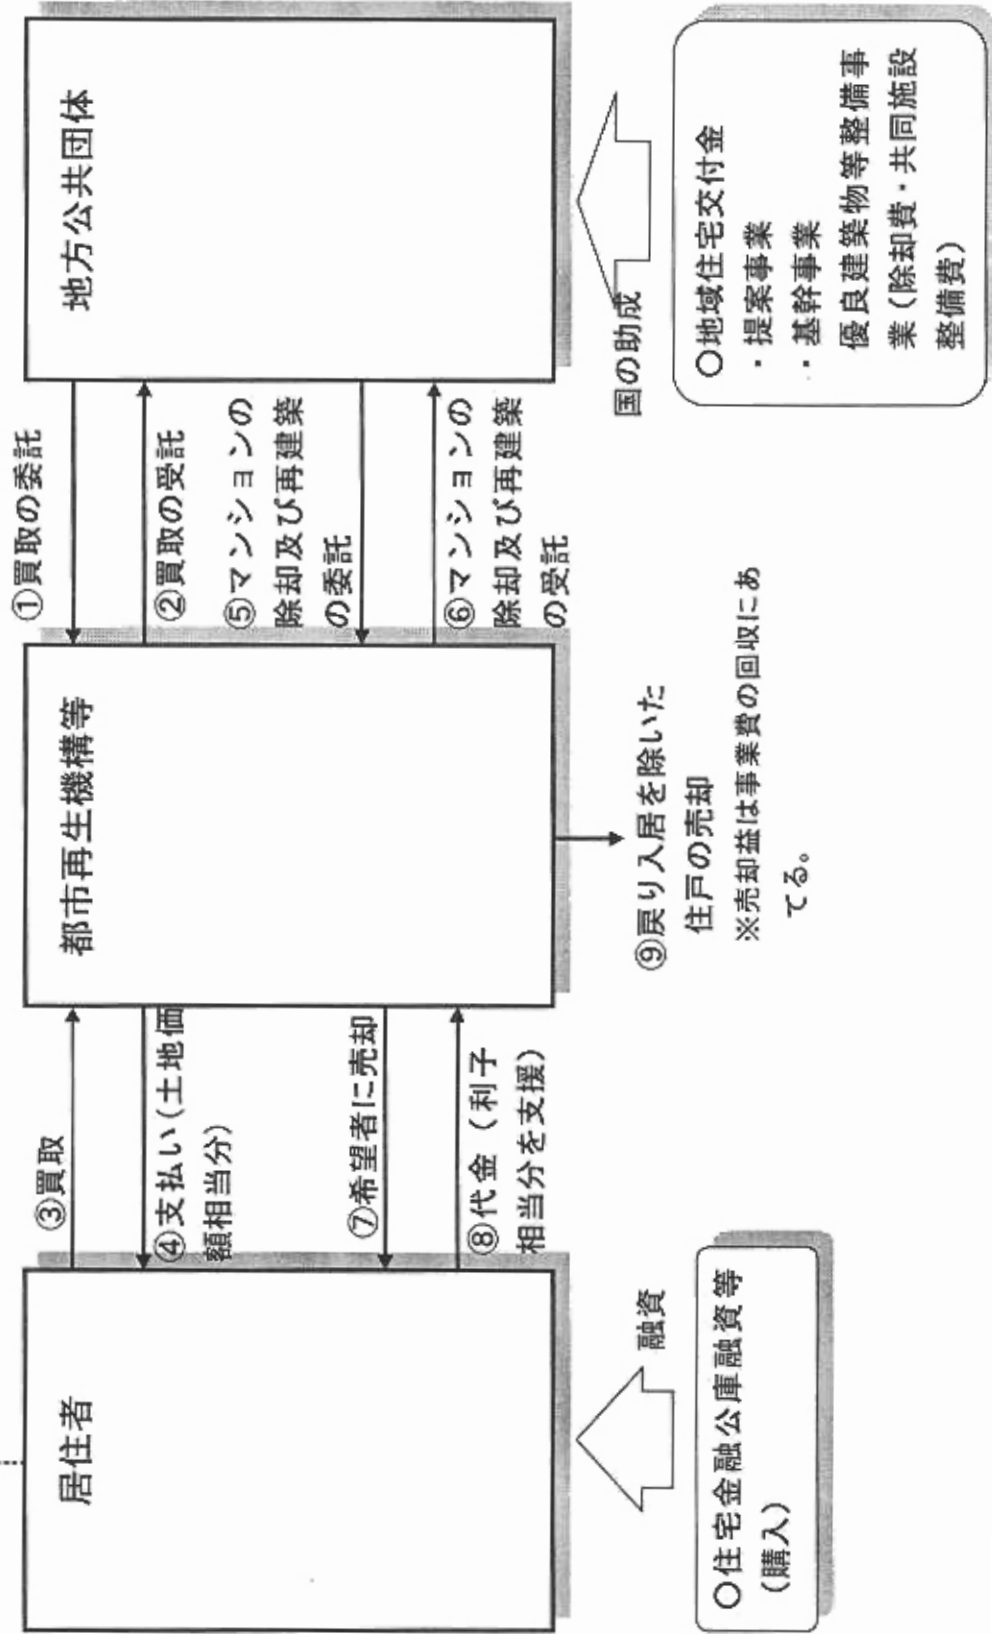 居住者
都市再生機構等
地方公共団体
③買取
④支払い(土地価
額相当分)
⑦希望者に売却
⑧代金（利子
相当分を支援）
①買取の委託
②買取の受託
⑤マンションの
除却及び再建築
の委託
⑥マンションの
除却及び再建築
の受託
融資
○住宅金融公庫融資等
（購入）
⑨戻り入居を除いた
住戸の売却
※売却益は事業費の回収にあ
てる。
国の助成
○地域住宅交付金
・提案事業
・基幹事業
優良建築物等整備事
業（除却費・共同施設
整備費）